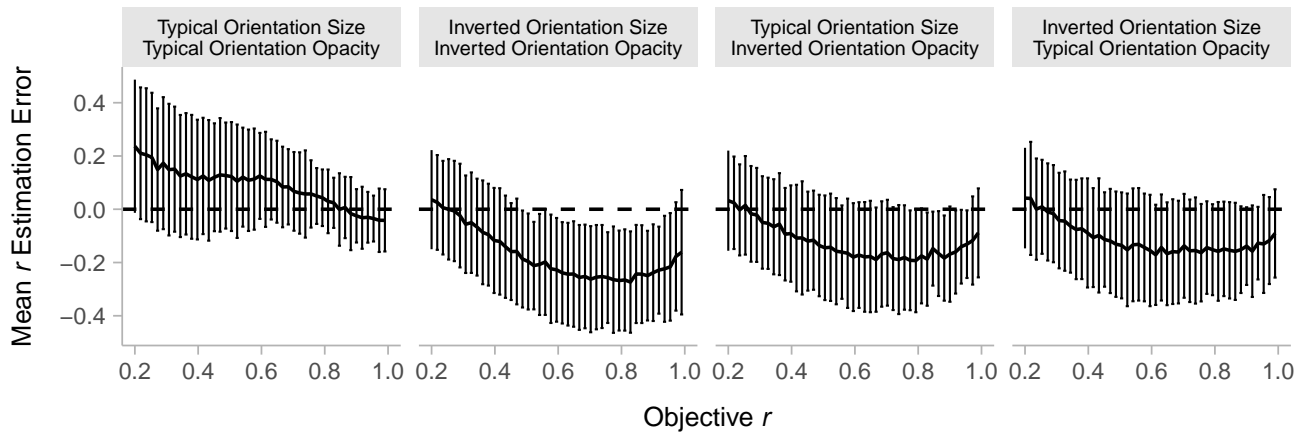 Typical Orientation Size
Typical Orientation Opacity
Inverted Orientation Size
Inverted Orientation Opacity
Typical Orientation Size
Inverted Orientation Opacity
Inverted Orientation Size
Typical Orientation Opacity
Mean r Estimation Error
0.4
0.2
0.0
−0.2
−0.4
0.2 0.4 0.6 0.8 1.0
0.2 0.4 0.6 0.8 1.0
0.2 0.4 0.6 0.8 1.0
0.2 0.4 0.6 0.8 1.0
Objective r